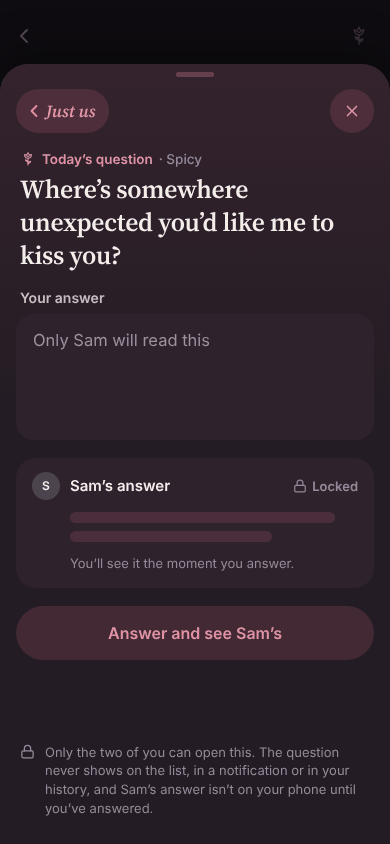 Just us
Today’s question · Spicy
Where’s somewhere
unexpected you’d like me to
kiss you?
Your answer
Only Sam will read this
S
Sam’s answer
Locked
You’ll see it the moment you answer.
Answer and see Sam’s
Only the two of you can open this. The question
never shows on the list, in a notification or in your
history, and Sam’s answer isn’t on your phone until
you’ve answered.